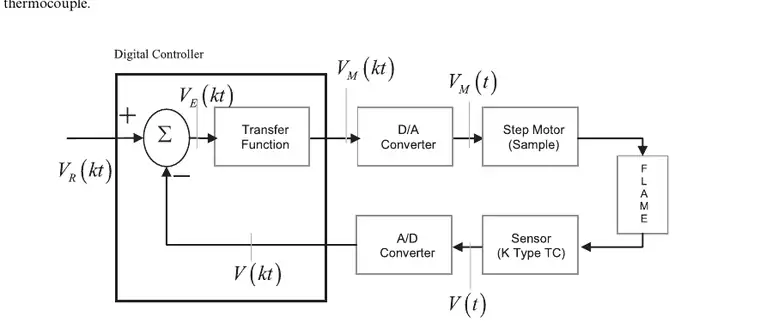 thermocouple.
Digital Controller
V_M(kt)
V_M(t)
V_E(kt)
+
Σ
Transfer
Function
D/A
Converter
Step Motor
(Sample)
V_R(kt)
−
F
L
A
M
E
A/D
Converter
Sensor
(K Type TC)
V(kt)
V(t)